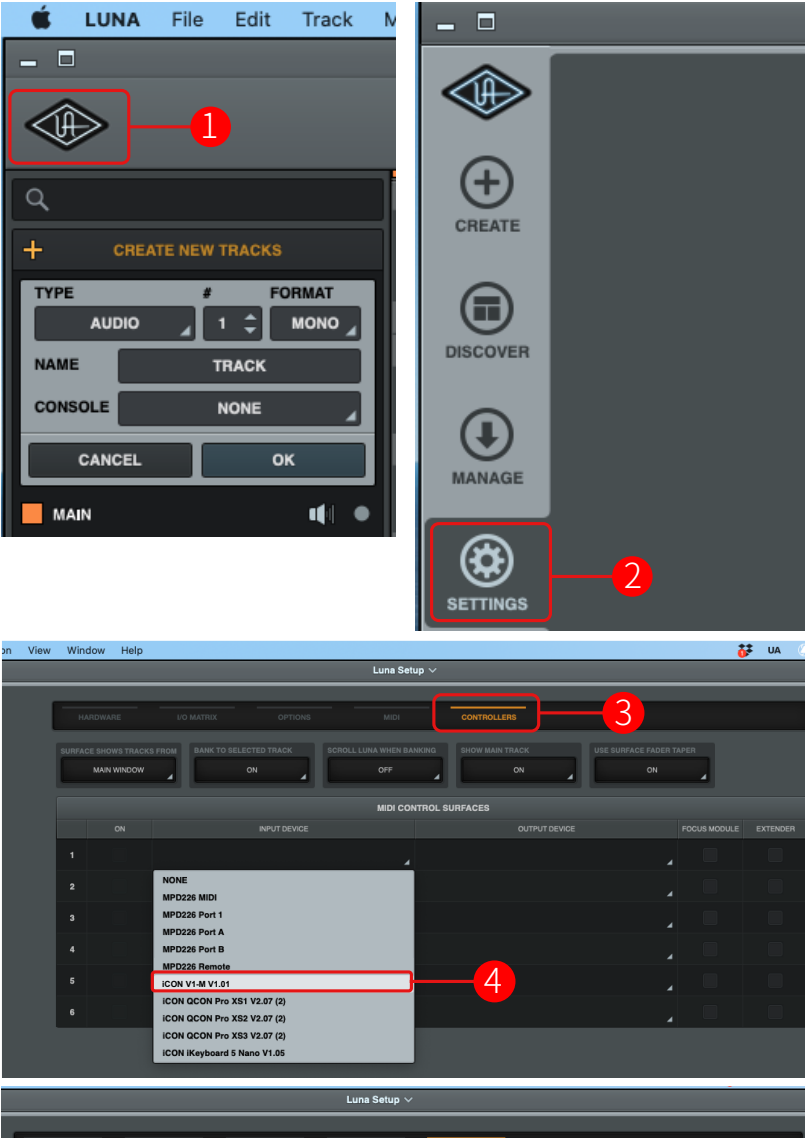 LUNA File Edit Track
1
CREATE NEW TRACKS
TYPE # FORMAT
AUDIO 1 MONO
NAME TRACK
CONSOLE NONE
CANCEL OK
MAIN
CREATE
DISCOVER
MANAGE
SETTINGS
2
View Window Help UA
Luna Setup
HARDWARE I/O MATRIX OPTIONS MIDI CONTROLLERS 3
SURFACE SHOWS TRACKS FROM BANK TO SELECTED TRACK SCROLL LUNA WHEN BANKING SHOW MAIN TRACK USE SURFACE FADER TAPER
MAIN WINDOW ON OFF ON ON
MIDI CONTROL SURFACES
ON INPUT DEVICE OUTPUT DEVICE FOCUS MODULE EXTENDER
1
2
3
4
5
6
NONE
MPD226 MIDI
MPD226 Port 1
MPD226 Port A
MPD226 Port B
MPD226 Remote
iCON V1-M V1.01 4
iCON QCON Pro XS1 V2.07 (2)
iCON QCON Pro XS2 V2.07 (2)
iCON QCON Pro XS3 V2.07 (2)
iCON iKeyboard 5 Nano V1.05
Luna Setup